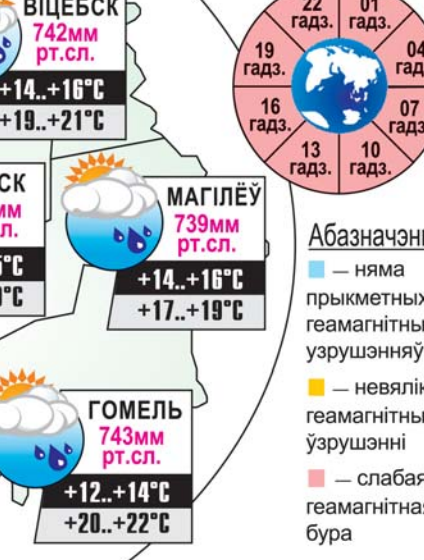 ВІЦЕБСК
742мм
рт.сл.
+14..+16°C
+19..+21°C
22
гадз.
01
гадз.
19
гадз.
04
16
гадз.
07
гадз.
13
гадз.
10
гадз.
МАГІЛЁЎ
739мм
рт.сл.
+14..+16°C
+17..+19°C
ГОМЕЛЬ
743мм
рт.сл.
+12..+14°C
+20..+22°C
— няма
прыкметных
геамагнітны
узрушэнняў
— невялік
геамагнітны
ўзрушэнні
— слабая
геамагнітная
бура